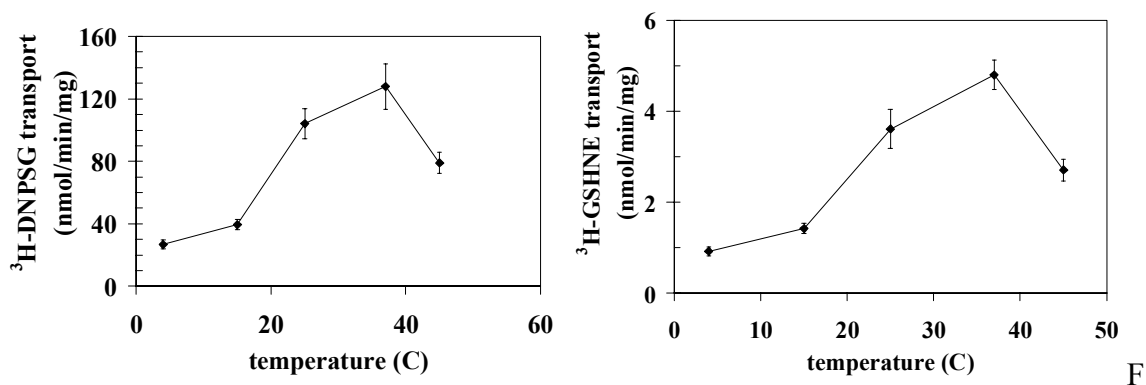 ³H-DNPSG transport
(nmol/min/mg)
160
120
80
40
0
0 20 40 60
temperature (C)
³H-GSHNE transport
(nmol/min/mg)
6
4
2
0
0 10 20 30 40 50
temperature (C)
F